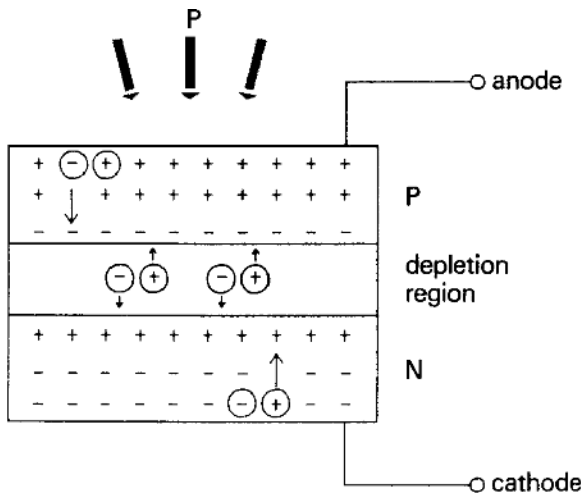 P
anode
+ − + + + + + + + +
+ + + + + + + + +
P
− − − − − − − − − −
− + − +
depletion
region
+ + + + + + + + + +
− − − − − − − − −
N
− − − − − − − + − −
cathode